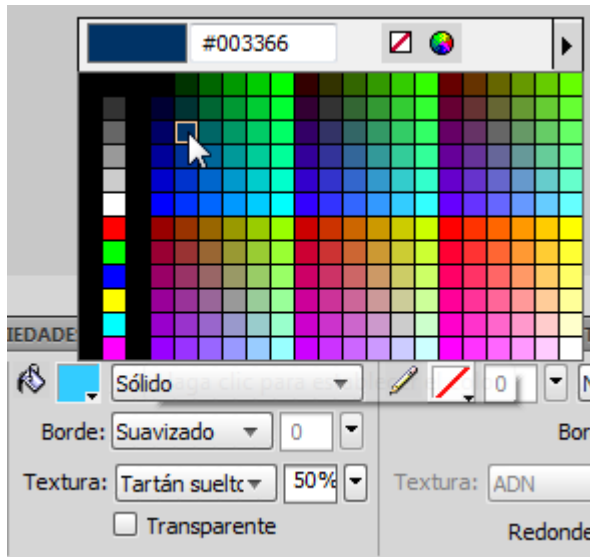 #003366
IEDADE
Sólido
0
Borde: Suavizado 0
Bor
Textura: Tartán suelto 50%
Textura: ADN
Transparente
Redonde